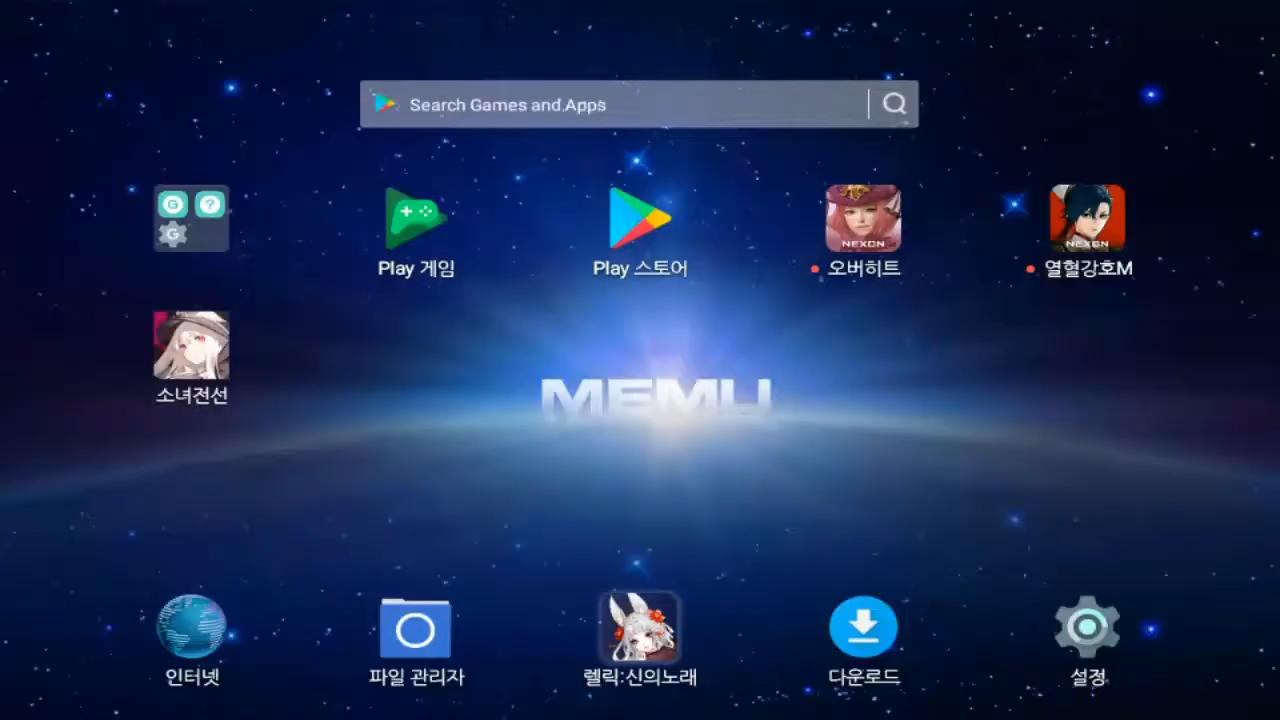 Search Games and Apps
G ?
G
Play 게임
Play 스토어
NEXON
오버히트
NEXON
열혈강호M
소녀전선
MEMU
인터넷
파일 관리자
렐릭:신의노래
다운로드
설정